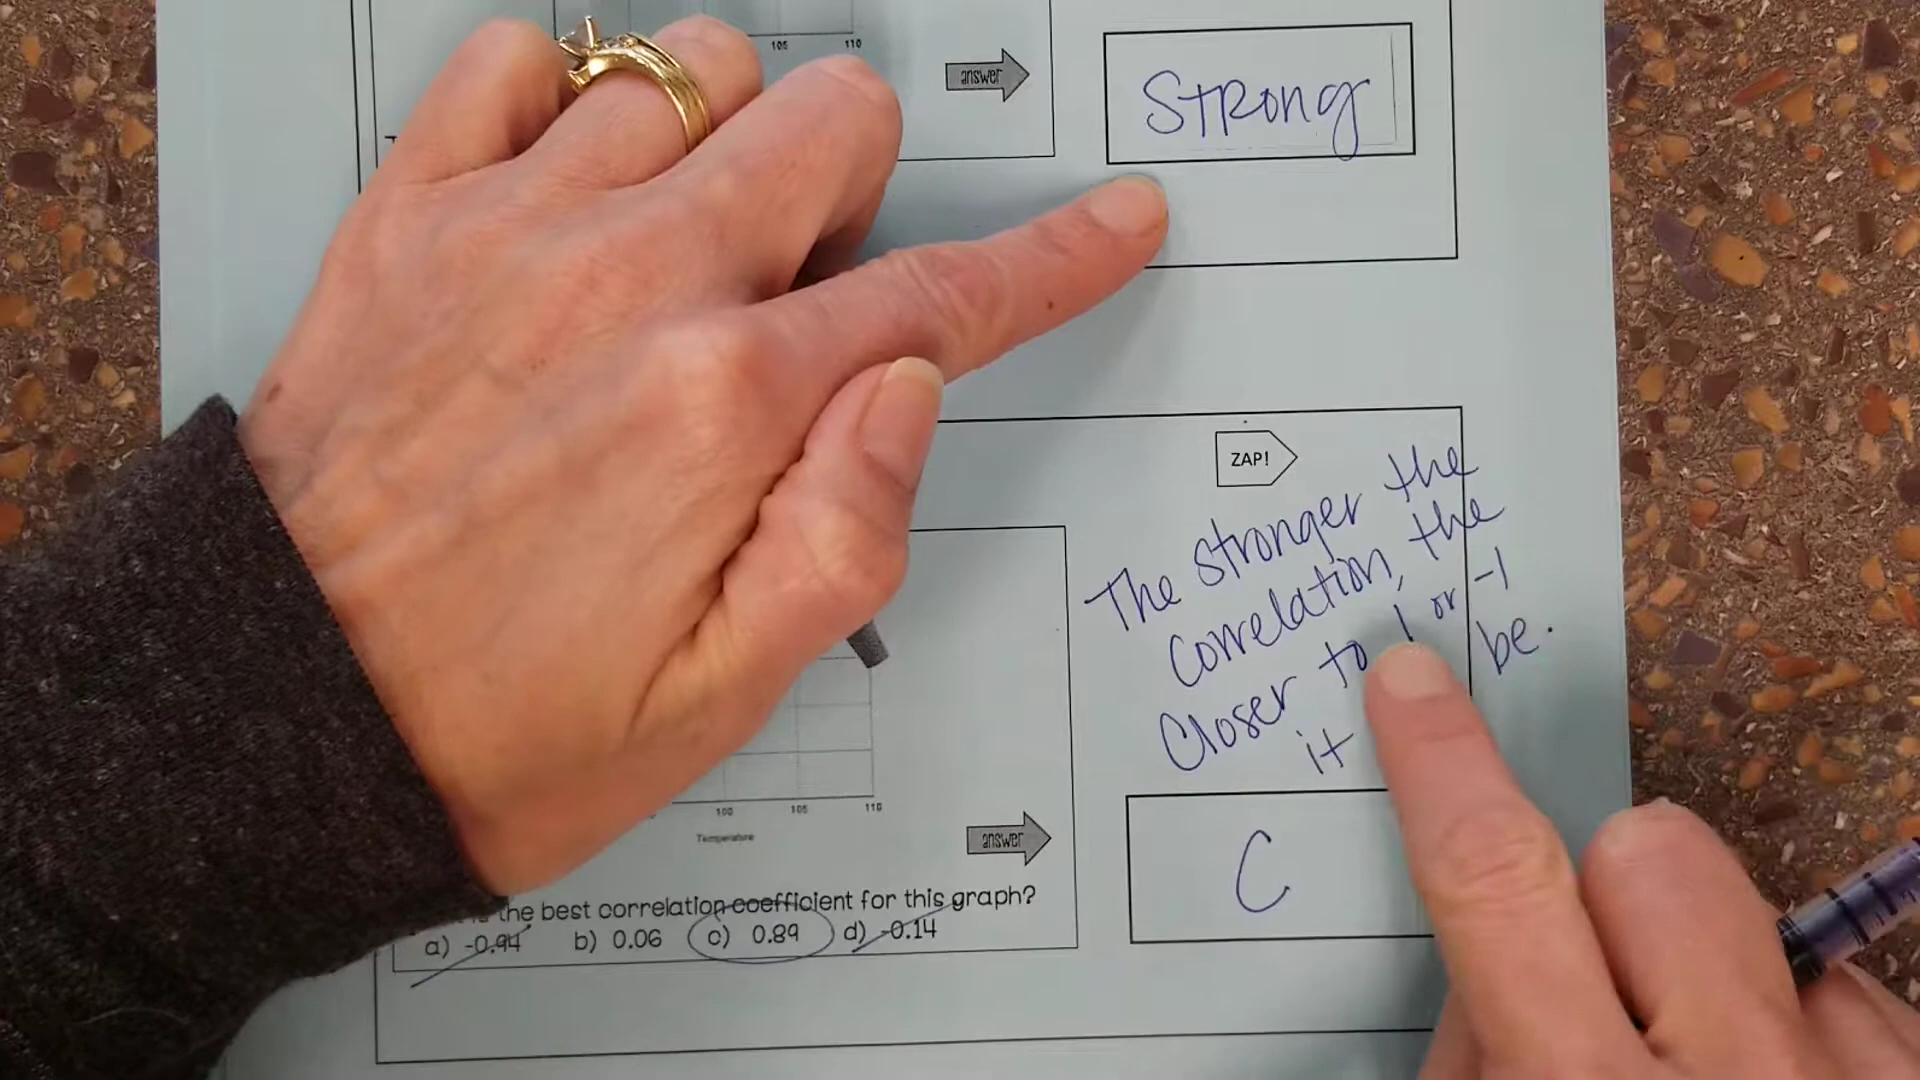 105 110
answer
STRong
ZAP!
The stronger the
correlation, the
closer to 1 or -1
it be.
100 105 110
Temperature
answer
C
the best correlation coefficient for this graph?
a) -0.94 b) 0.06 c) 0.89 d) -0.14